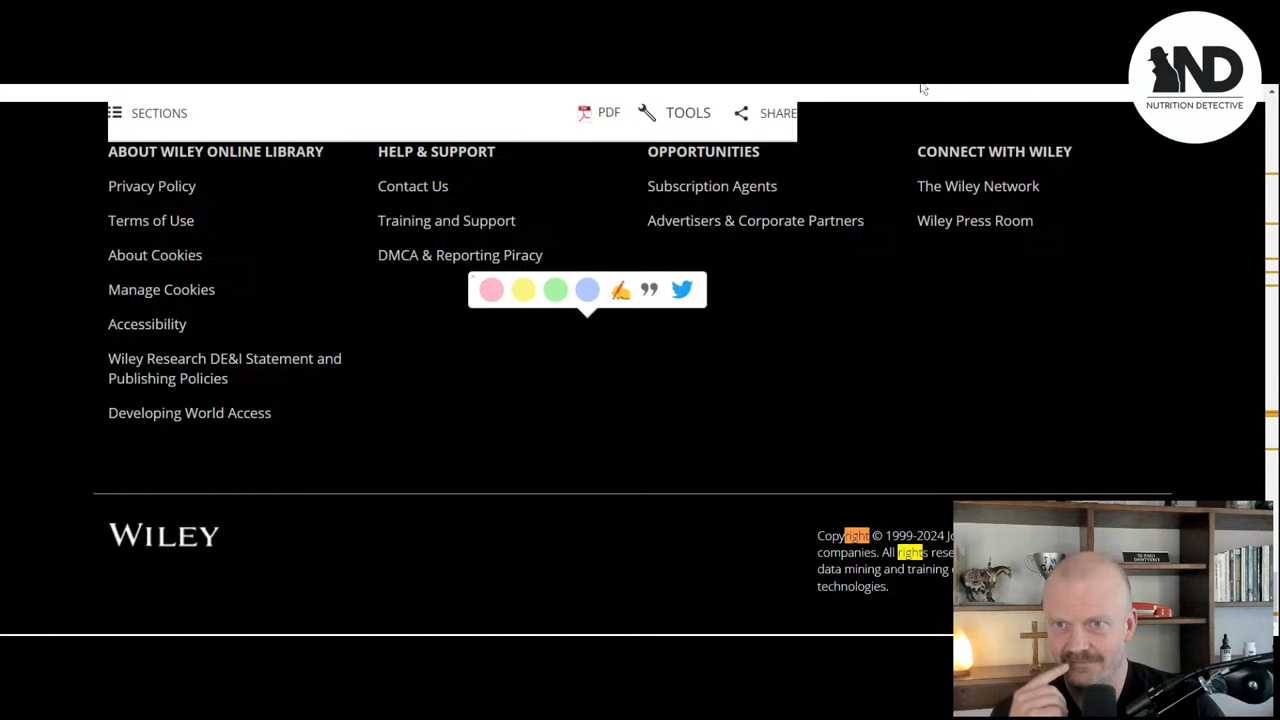 ND
NUTRITION DETECTIVE
SECTIONS
PDF
TOOLS
SHARE
ABOUT WILEY ONLINE LIBRARY
Privacy Policy
Terms of Use
About Cookies
Manage Cookies
Accessibility
Wiley Research DE&I Statement and
Publishing Policies
Developing World Access
HELP & SUPPORT
Contact Us
Training and Support
DMCA & Reporting Piracy
OPPORTUNITIES
Subscription Agents
Advertisers & Corporate Partners
CONNECT WITH WILEY
The Wiley Network
Wiley Press Room
WILEY
Copyright © 1999-2024
companies. All rights
data mining and training
technologies.